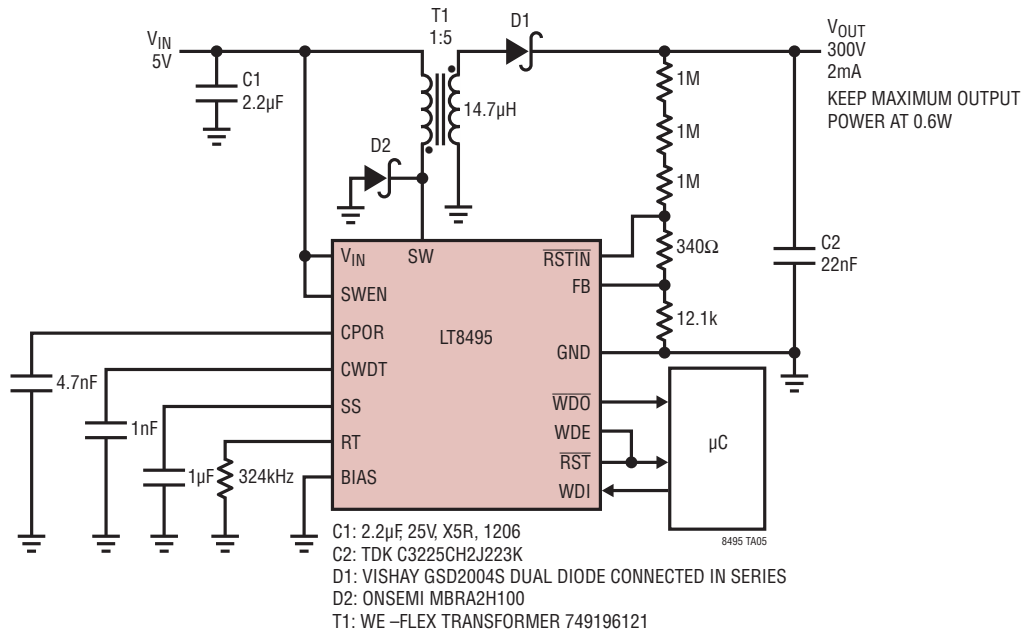 T1
1:5
D1
VIN
5V
C1
2.2µF
14.7µH
D2
1M
1M
1M
VOUT
300V
2mA
KEEP MAXIMUM OUTPUT
POWER AT 0.6W
340Ω
12.1k
C2
22nF
VIN
SW
RSTIN
SWEN
FB
CPOR
LT8495
CWDT
GND
SS
WDO
RT
WDE
BIAS
RST
WDI
4.7nF
1nF
1µF
324kHz
µC
8495 TA05
C1: 2.2µF, 25V, X5R, 1206
C2: TDK C3225CH2J223K
D1: VISHAY GSD2004S DUAL DIODE CONNECTED IN SERIES
D2: ONSEMI MBRA2H100
T1: WE –FLEX TRANSFORMER 749196121